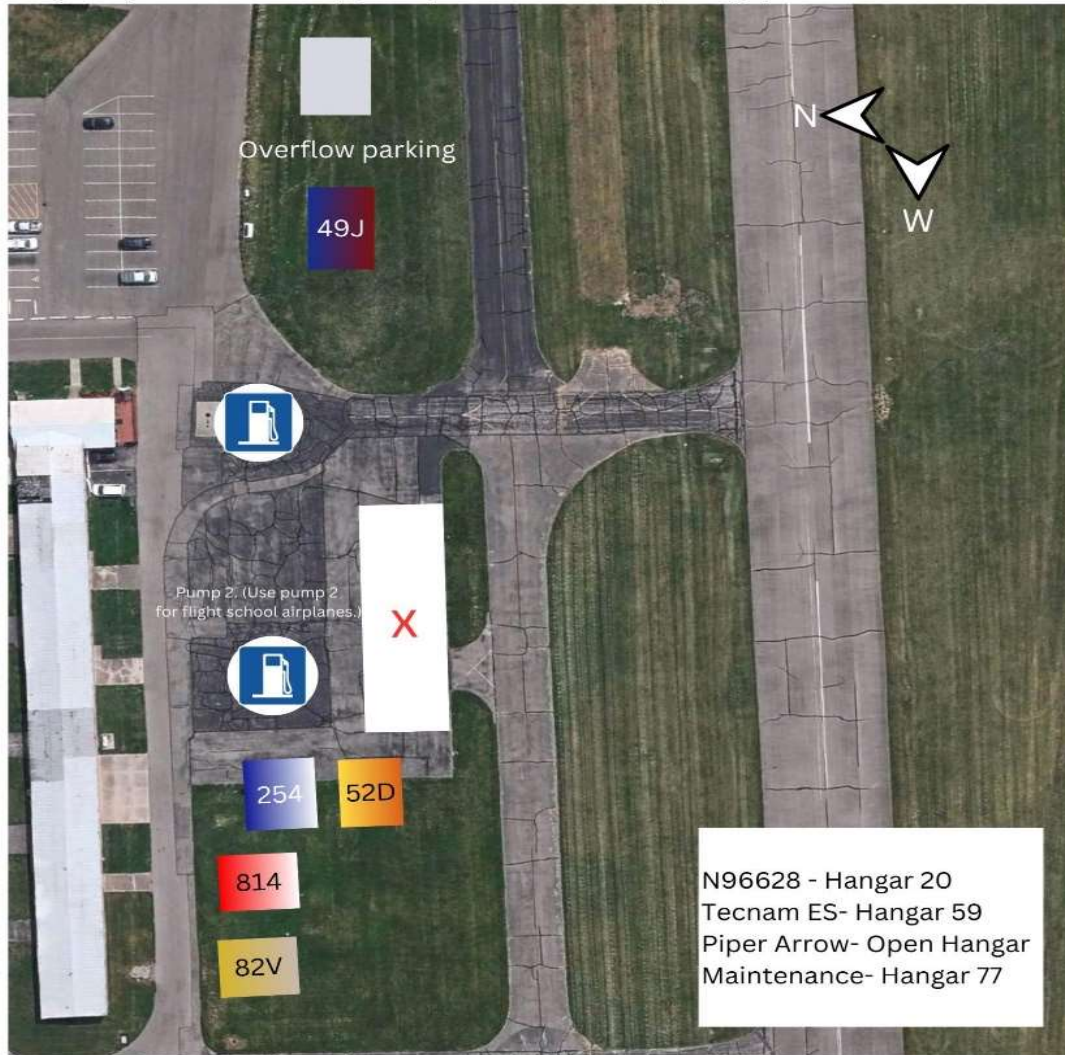 N
W
Overflow parking
49J
Pump 2. (Use pump 2
for flight school airplanes.)
X
254
52D
814
82V
N96628 - Hangar 20
Tecnam ES- Hangar 59
Piper Arrow- Open Hangar
Maintenance- Hangar 77